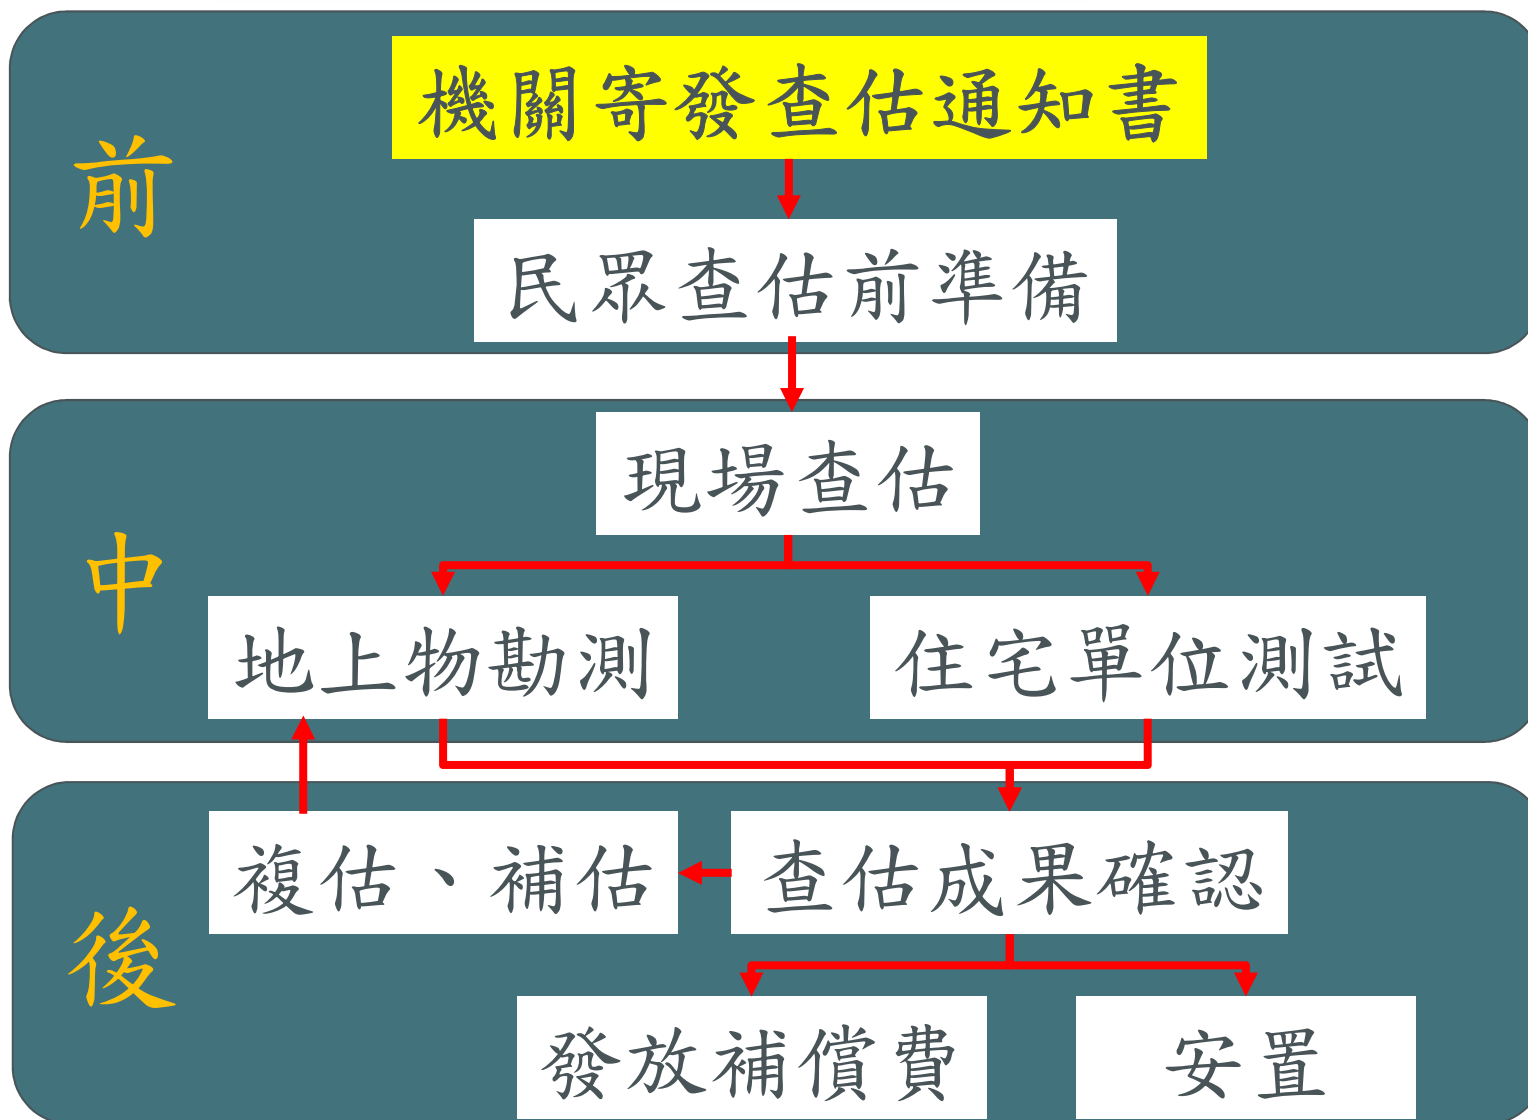 前
機關寄發查估通知書
民眾查估前準備
中
現場查估
地上物勘測
住宅單位測試
後
複估、補估
查估成果確認
發放補償費
安置